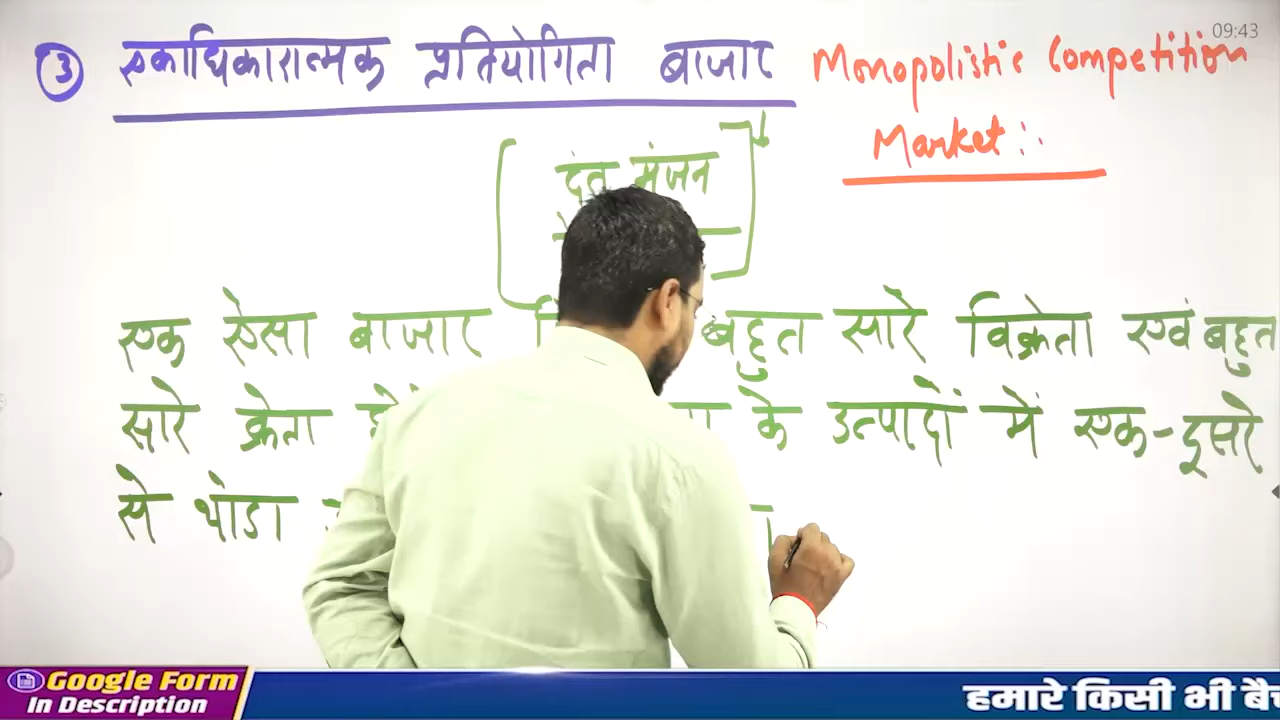 09:43
③ एकाधिकारात्मक प्रतियोगिता बाजार Monopolistic Competition
Market :-
दंत मंजन
एक ऐसा बाजार बहुत सारे विक्रेता एवं बहुत
सारे क्रेता के उत्पादों में एक-दूसरे
से थोडा
Google Form
In Description
हमारे किसी भी